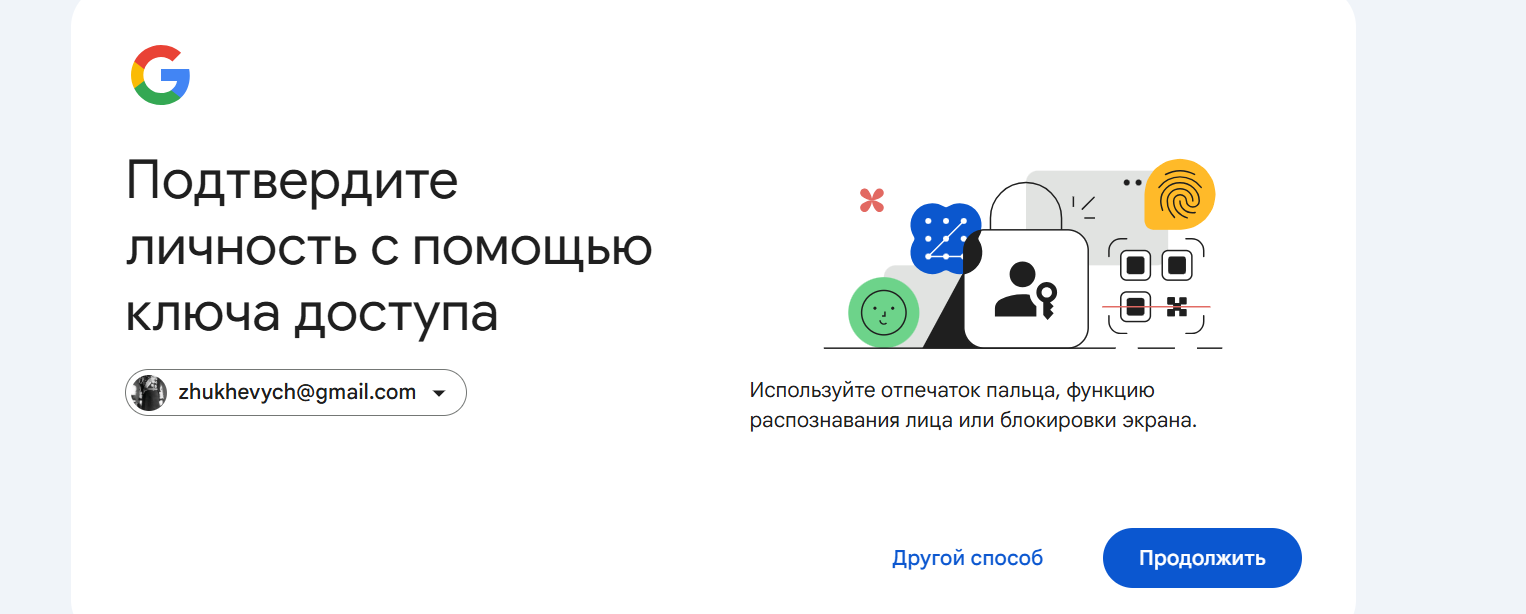 Подтвердите
личность с помощью
ключа доступа
zhukhevych@gmail.com
Используйте отпечаток пальца, функцию
распознавания лица или блокировки экрана.
Другой способ
Продолжить